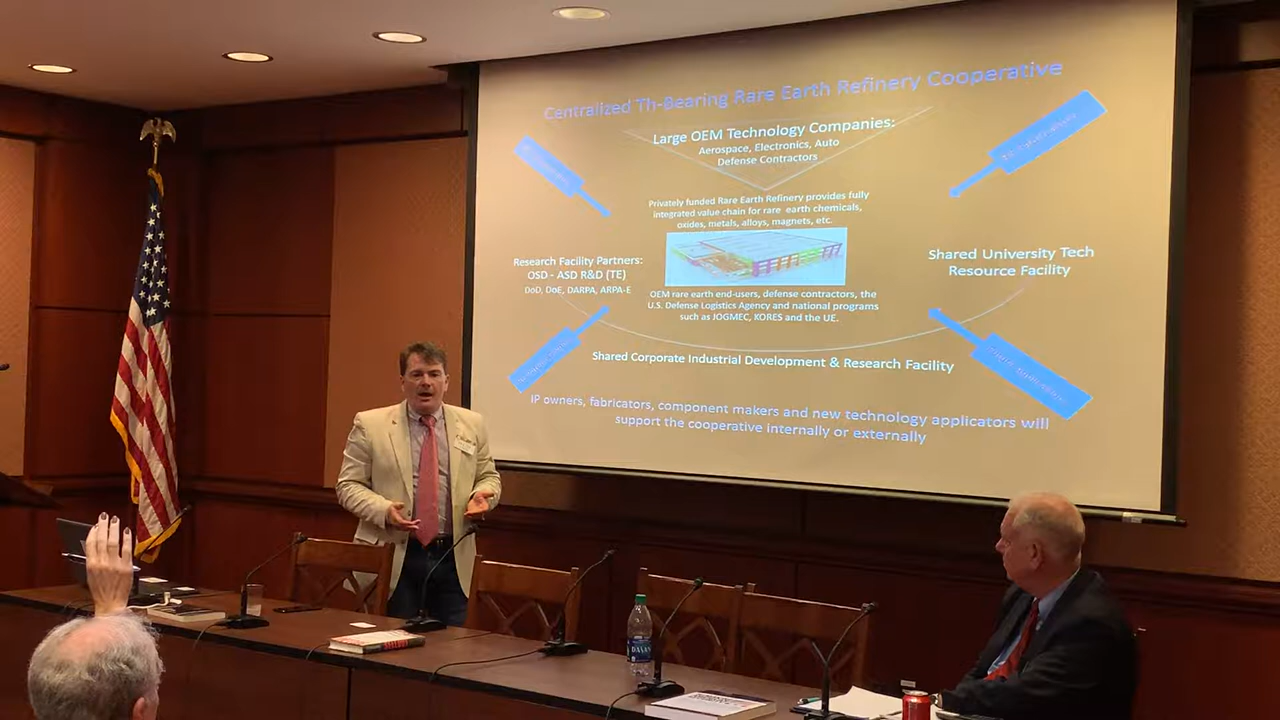 Centralized Th-Bearing Rare Earth Refinery Cooperative
Large OEM Technology Companies:
Aerospace, Electronics, Auto
Defense Contractors
Privately funded Rare Earth Refinery provides fully
integrated value chain for rare earth chemicals,
oxides, metals, alloys, magnets, etc.
Research Facility Partners:
OSD - ASD R&D (TE)
DoD, DoE, DARPA, ARPA-E
Shared University Tech
Resource Facility
OEM rare earth end-users, defense contractors, the
U.S. Defense Logistics Agency and national programs
such as JOGMEC, KORES and the UE.
Shared Corporate Industrial Development & Research Facility
IP owners, fabricators, component makers and new technology applicators will
support the cooperative internally or externally
DASANI